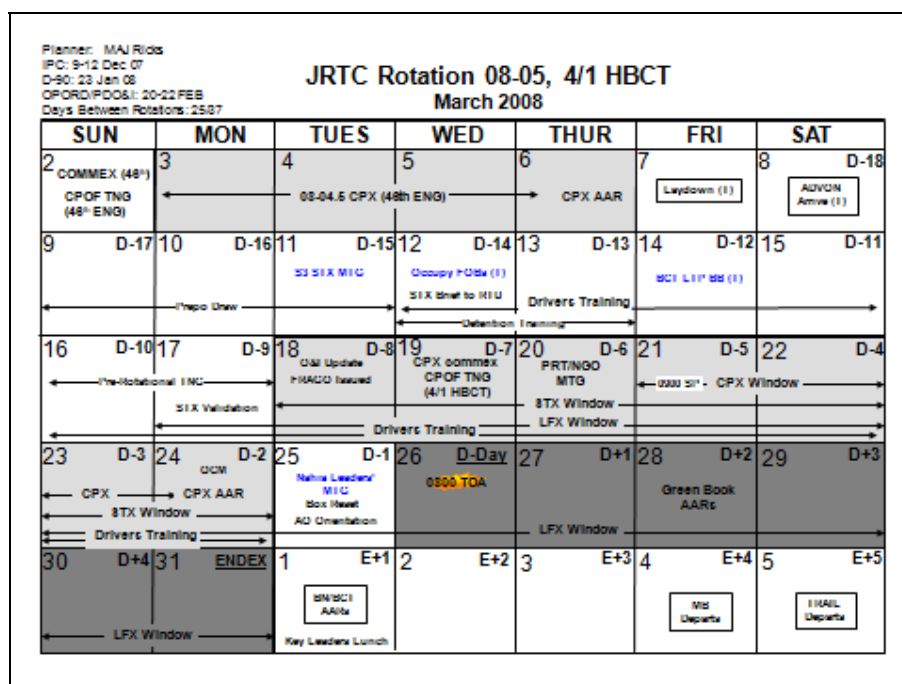 Planner: MAJ Ricks
IPC: 9-12 Dec 07
D-90: 23 Jan 08
OPORD/PDO&I: 20-22 FEB
Days Between Rotations: 25/37
JRTC Rotation 08-05, 4/1 HBCT
March 2008
SUN MON TUES WED THUR FRI SAT
2 3 4 5 6 7 8 D-18
COMMEX (46th)
CPOF TNG
(46th ENG)
08-04.5 CPX (46th ENG)
CPX AAR
Laydown (1)
ADVON
Arrive (1)
9 D-17 10 D-16 11 D-15 12 D-14 13 D-13 14 D-12 15 D-11
S3 STX MTG
Occupy FOBs (1)
BCT LTP BB (1)
STX Brief to RTU
Prepo Draw
Drivers Training
Detention Training
16 D-10 17 D-9 18 D-8 19 D-7 20 D-6 21 D-5 22 D-4
O&I Update
FRAGO Issued
CPX commex
CPOF TNG
(4/1 HBCT)
PRT/NGO
MTG
Pre-Rotational TNG
0900 SP
CPX Window
STX Validation
STX Window
LFX Window
Drivers Training
23 D-3 24 D-2 25 D-1 26 D-Day 27 D+1 28 D+2 29 D+3
OCM
CPX
CPX AAR
STX Window
Drivers Training
Nahia Leaders'
MTG
Box Reset
AO Orientation
0800 TOA
Green Book
AARs
LFX Window
30 D+4 31 ENDEX 1 E+1 2 E+2 3 E+3 4 E+4 5 E+5
LFX Window
BN/BCT
AARs
Key Leaders Lunch
MB
Departs
TRAIL
Departs